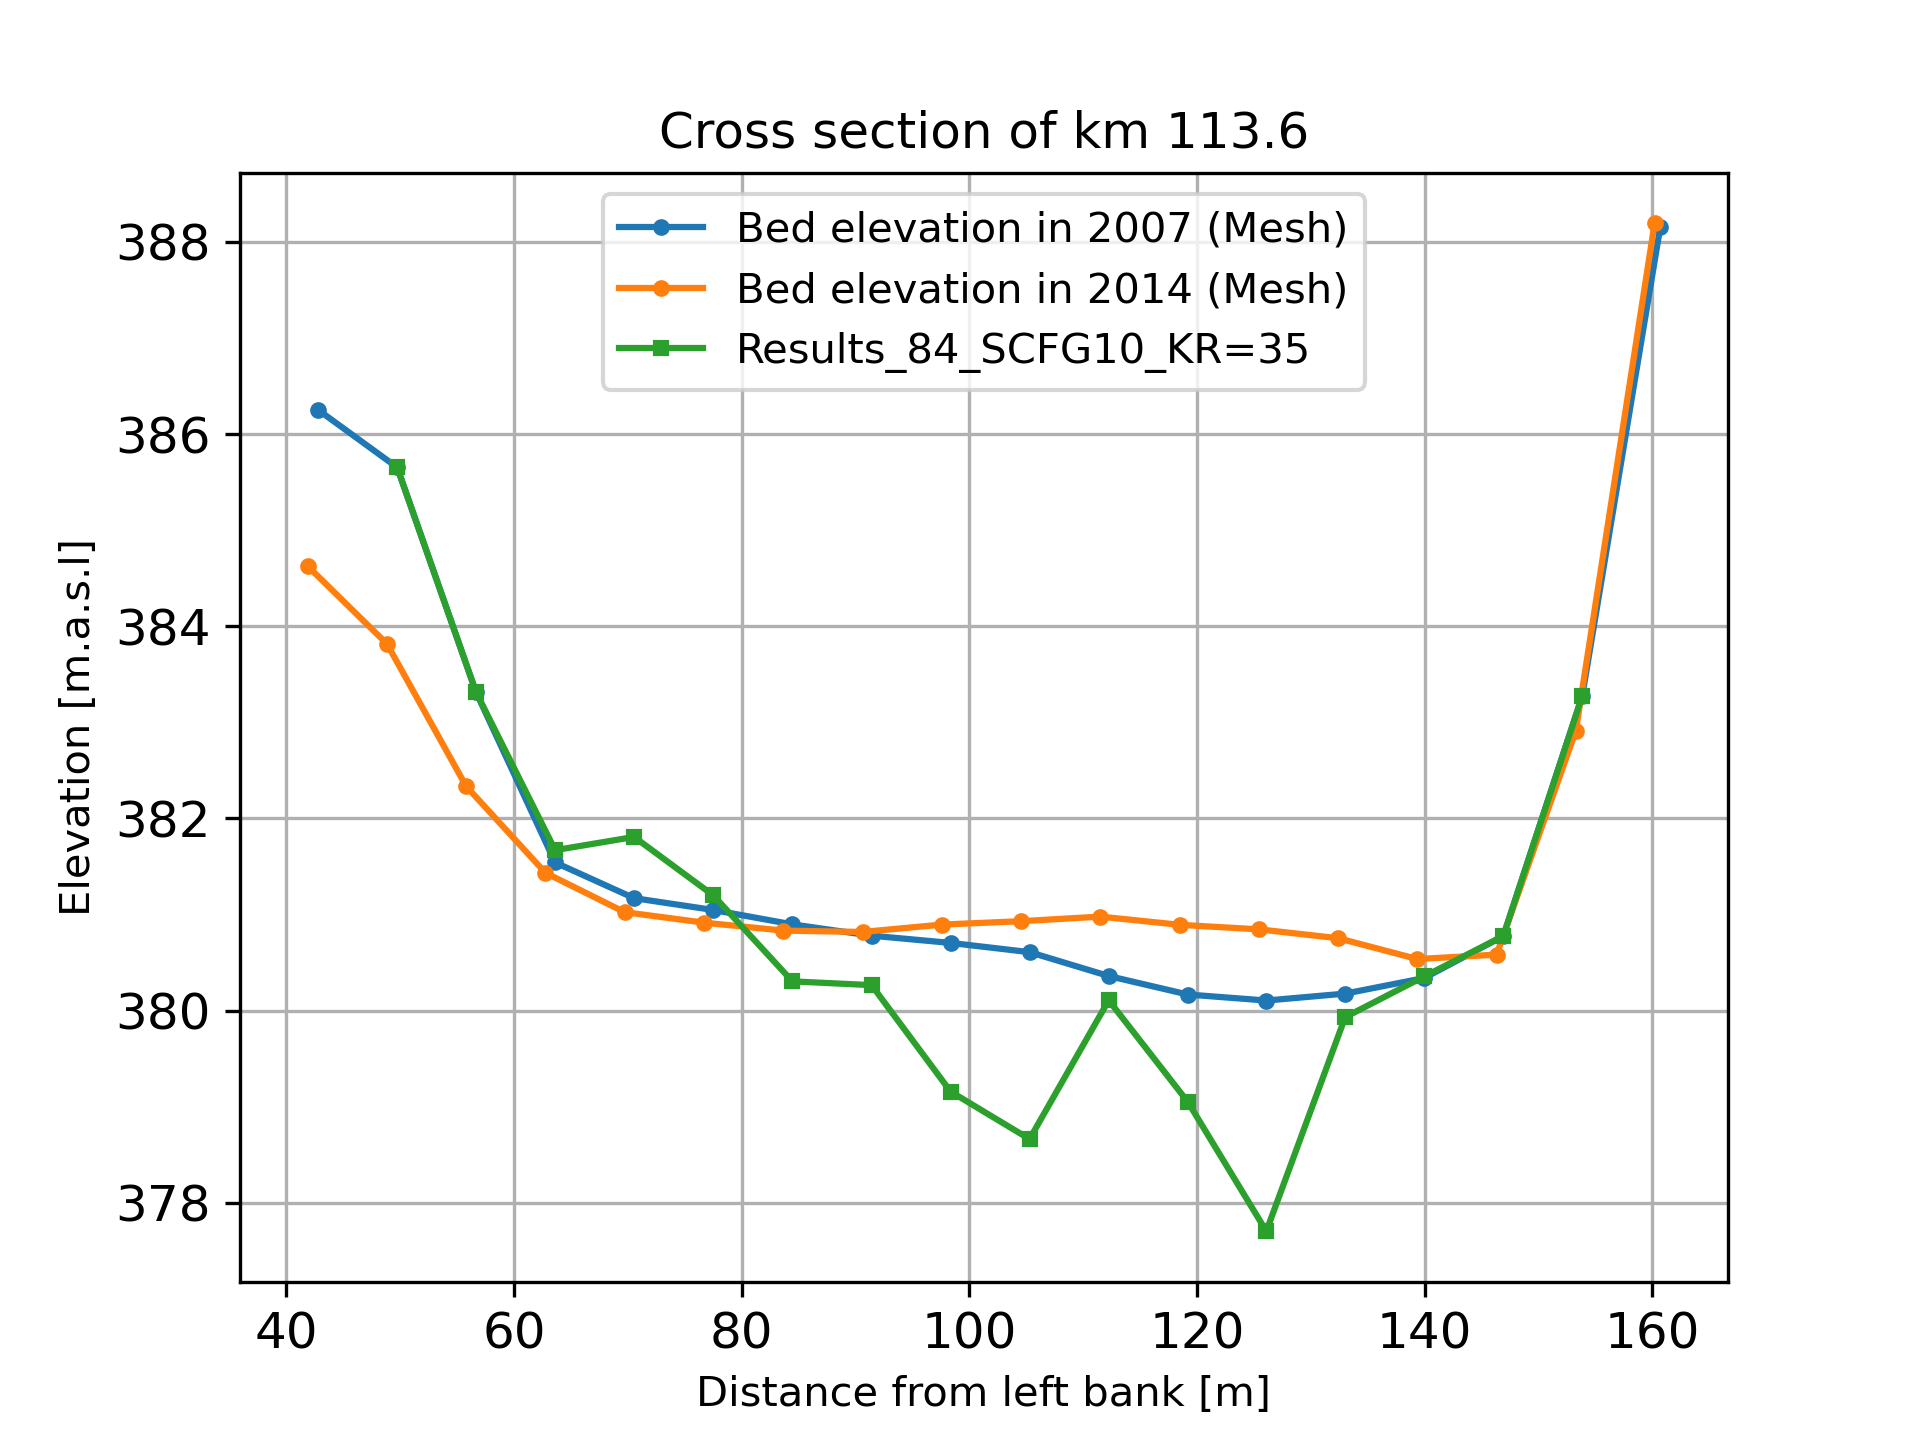 Cross section of km 113.6
Bed elevation in 2007 (Mesh)
Bed elevation in 2014 (Mesh)
Results_84_SCFG10_KR=35
388
386
384
382
380
378
Elevation [m.a.s.l]
40 60 80 100 120 140 160
Distance from left bank [m]